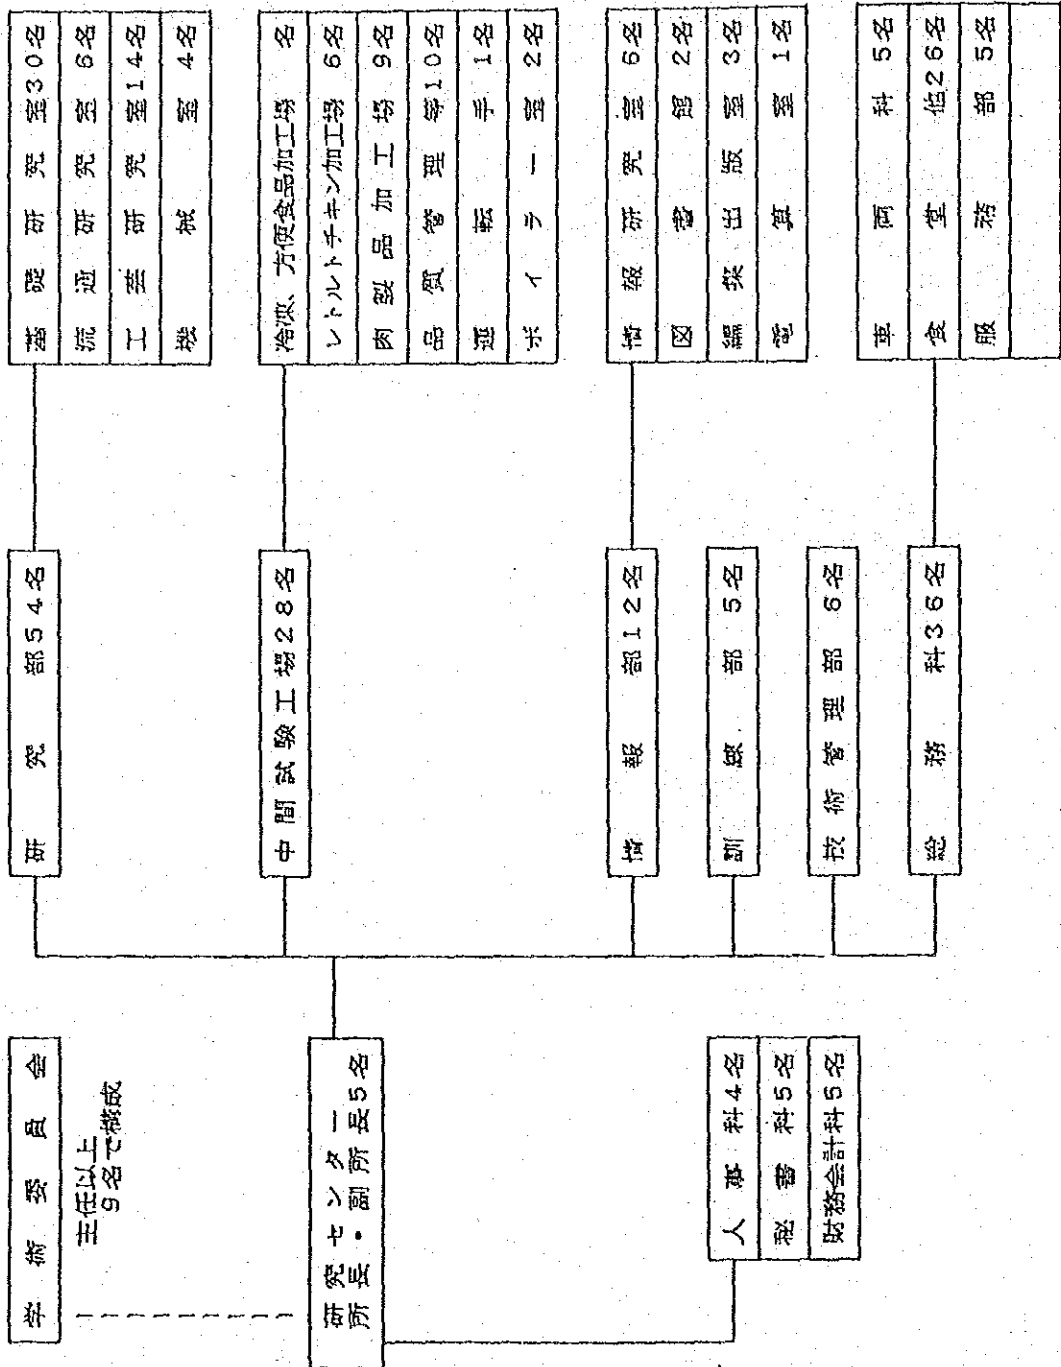 学術委員会
主任以上
9名で構成
研究センター
所長・副所長5名
人事科4名
秘書科5名
財務会計科5名
研究部54名
中間試験工場28名
情報部12名
訓練部5名
技術管理部6名
総務科36名
基礎研究室30名
流通研究室6名
工芸研究室14名
機械室4名
冷凍、方便食品加工場 名
レトルトチキン加工場6名
肉製品加工場9名
品質管理等10名
運転手1名
ボイラー室2名
情報研究室6名
図書館2名
編集出版室3名
電算室1名
車両科5名
食堂他26名
服務部5名